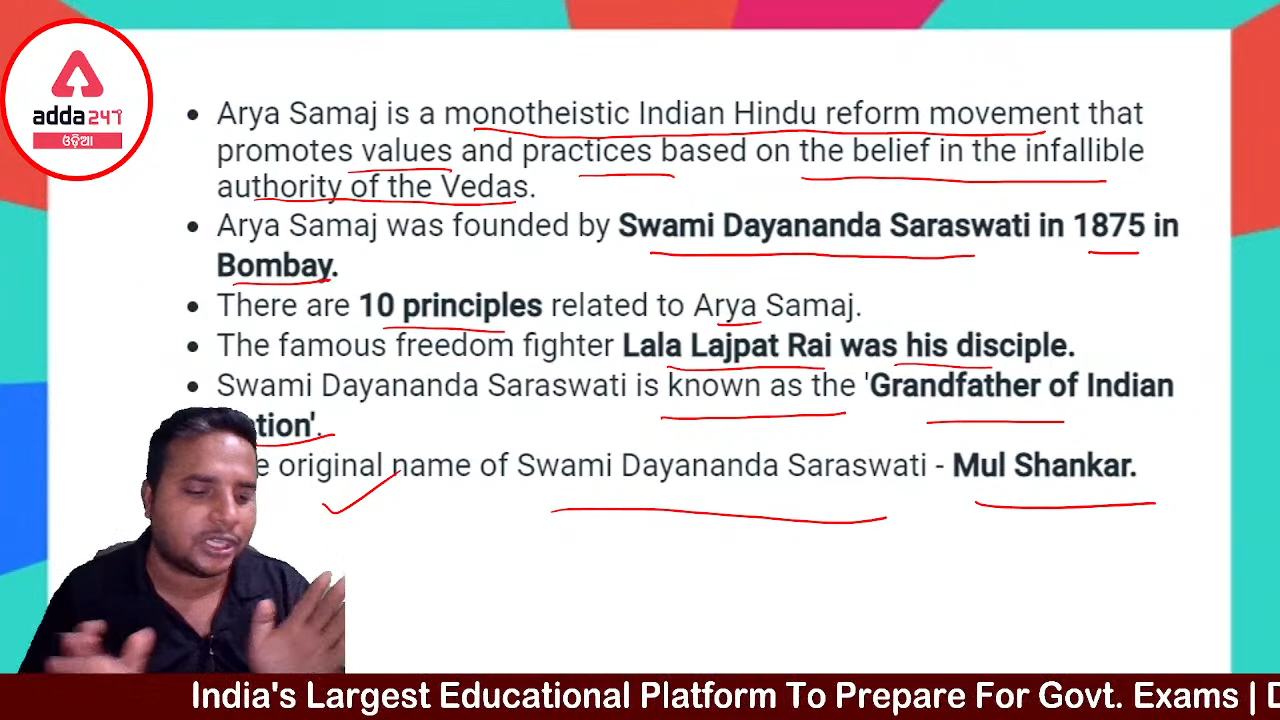 adda247
ଓଡ଼ିଆ
Arya Samaj is a monotheistic Indian Hindu reform movement that
promotes values and practices based on the belief in the infallible
authority of the Vedas.
Arya Samaj was founded by Swami Dayananda Saraswati in 1875 in
Bombay.
There are 10 principles related to Arya Samaj.
The famous freedom fighter Lala Lajpat Rai was his disciple.
Swami Dayananda Saraswati is known as the 'Grandfather of Indian
tion'.
e original name of Swami Dayananda Saraswati - Mul Shankar.
India's Largest Educational Platform To Prepare For Govt. Exams | D